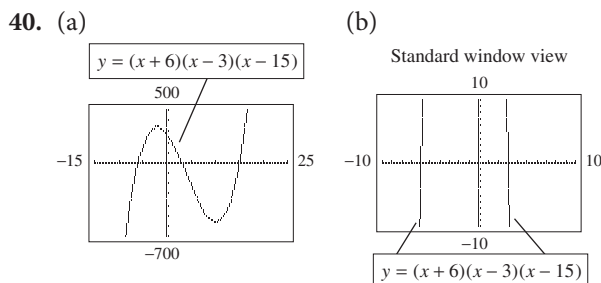 40. (a)
y = (x + 6)(x − 3)(x − 15)
500
−15
25
−700
(b)
Standard window view
10
−10
10
−10
y = (x + 6)(x − 3)(x − 15)